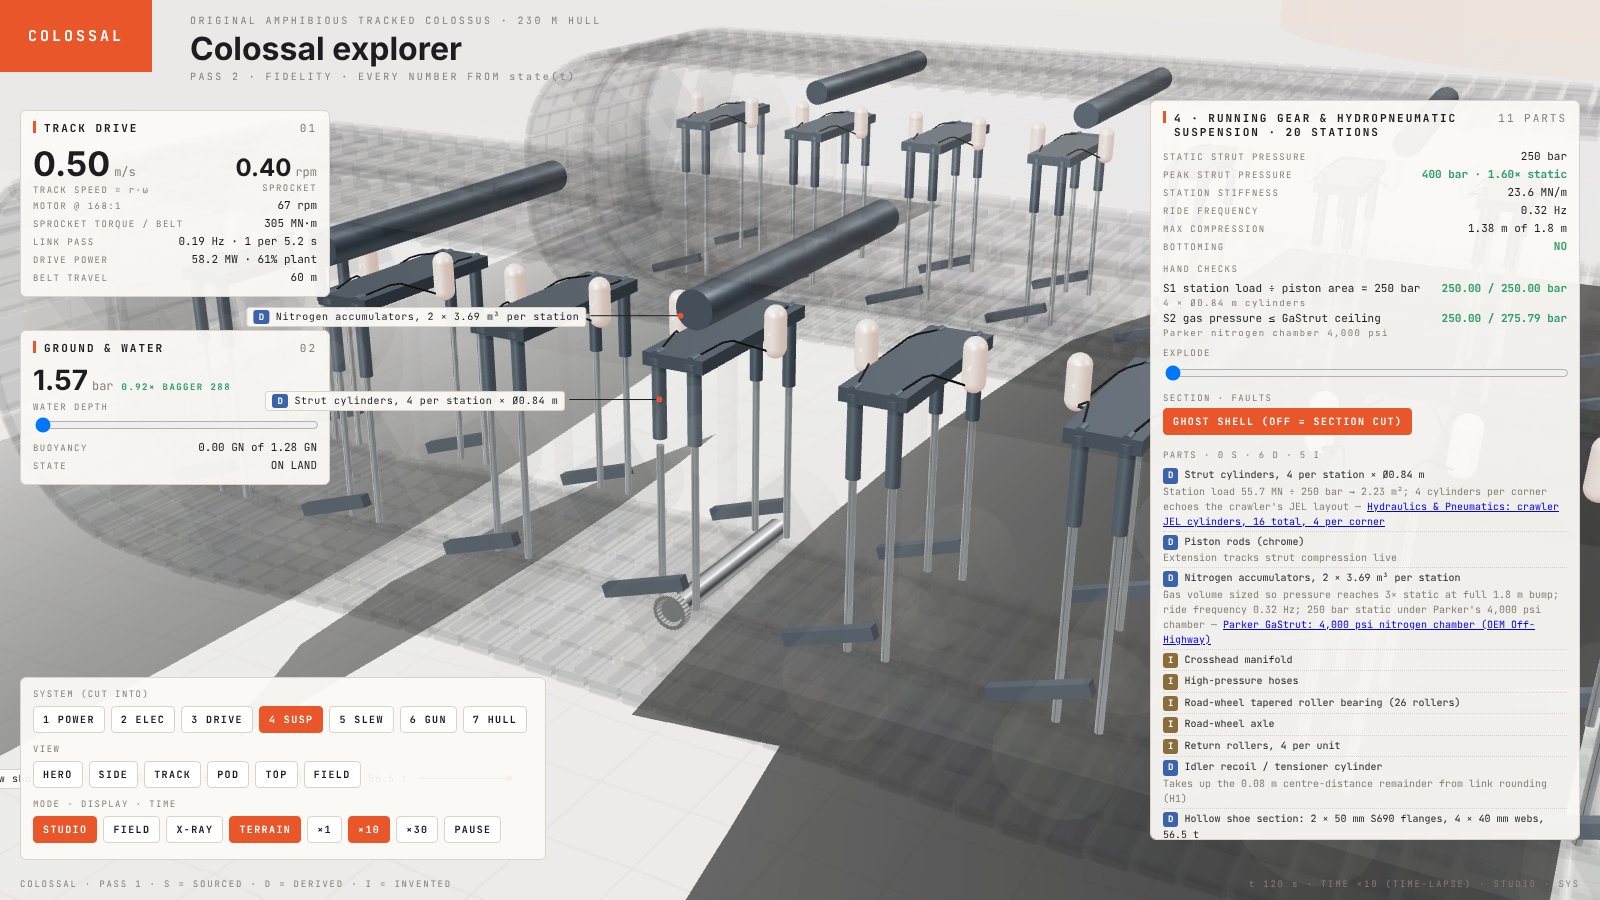 COLOSSAL
ORIGINAL AMPHIBIOUS TRACKED COLOSSUS · 230 M HULL
Colossal explorer
PASS 2 · FIDELITY · EVERY NUMBER FROM state(t)
TRACK DRIVE 01
0.50 m/s 0.40 rpm
TRACK SPEED = r·ω SPROCKET
MOTOR @ 168:1 67 rpm
SPROCKET TORQUE / BELT 305 MN·m
LINK PASS 0.19 Hz · 1 per 5.2 s
DRIVE POWER 58.2 MW · 61% plant
BELT TRAVEL 60 m
D Nitrogen accumulators, 2 × 3.69 m³ per station
GROUND & WATER 02
1.57 bar 0.92× BAGGER 288
WATER DEPTH
BUOYANCY 0.00 GN of 1.28 GN
STATE ON LAND
D Strut cylinders, 4 per station × Ø0.84 m
4 · RUNNING GEAR & HYDROPNEUMATIC 11 PARTS
SUSPENSION · 20 STATIONS
STATIC STRUT PRESSURE 250 bar
PEAK STRUT PRESSURE 400 bar · 1.60× static
STATION STIFFNESS 23.6 MN/m
RIDE FREQUENCY 0.32 Hz
MAX COMPRESSION 1.38 m of 1.8 m
BOTTOMING NO
HAND CHECKS
S1 station load ÷ piston area = 250 bar 250.00 / 250.00 bar
4 × Ø0.84 m cylinders
S2 gas pressure ≤ GaStrut ceiling 250.00 / 275.79 bar
Parker nitrogen chamber 4,000 psi
EXPLODE
SECTION · FAULTS
GHOST SHELL (OFF = SECTION CUT)
PARTS · 0 S · 6 D · 5 I
D Strut cylinders, 4 per station × Ø0.84 m
Station load 55.7 MN ÷ 250 bar → 2.23 m²; 4 cylinders per corner
echoes the crawler's JEL layout — Hydraulics & Pneumatics: crawler
JEL cylinders, 16 total, 4 per corner
D Piston rods (chrome)
Extension tracks strut compression live
D Nitrogen accumulators, 2 × 3.69 m³ per station
Gas volume sized so pressure reaches 3× static at full 1.8 m bump;
ride frequency 0.32 Hz; 250 bar static under Parker's 4,000 psi
chamber — Parker GaStrut: 4,000 psi nitrogen chamber (OEM Off-
Highway)
I Crosshead manifold
I High-pressure hoses
I Road-wheel tapered roller bearing (26 rollers)
I Road-wheel axle
I Return rollers, 4 per unit
D Idler recoil / tensioner cylinder
Takes up the 0.08 m centre-distance remainder from link rounding
(H1)
D Hollow shoe section: 2 × 50 mm S690 flanges, 4 × 40 mm webs,
56.5 t
SYSTEM (CUT INTO)
1 POWER 2 ELEC 3 DRIVE 4 SUSP 5 SLEW 6 GUN 7 HULL
VIEW
HERO SIDE TRACK POD TOP FIELD
56.5 t
MODE · DISPLAY · TIME
STUDIO FIELD X-RAY TERRAIN ×1 ×10 ×30 PAUSE
COLOSSAL · PASS 1 · S = SOURCED · D = DERIVED · I = INVENTED
t 120 s · TIME ×10 (TIME-LAPSE) · STUDIO · SYS